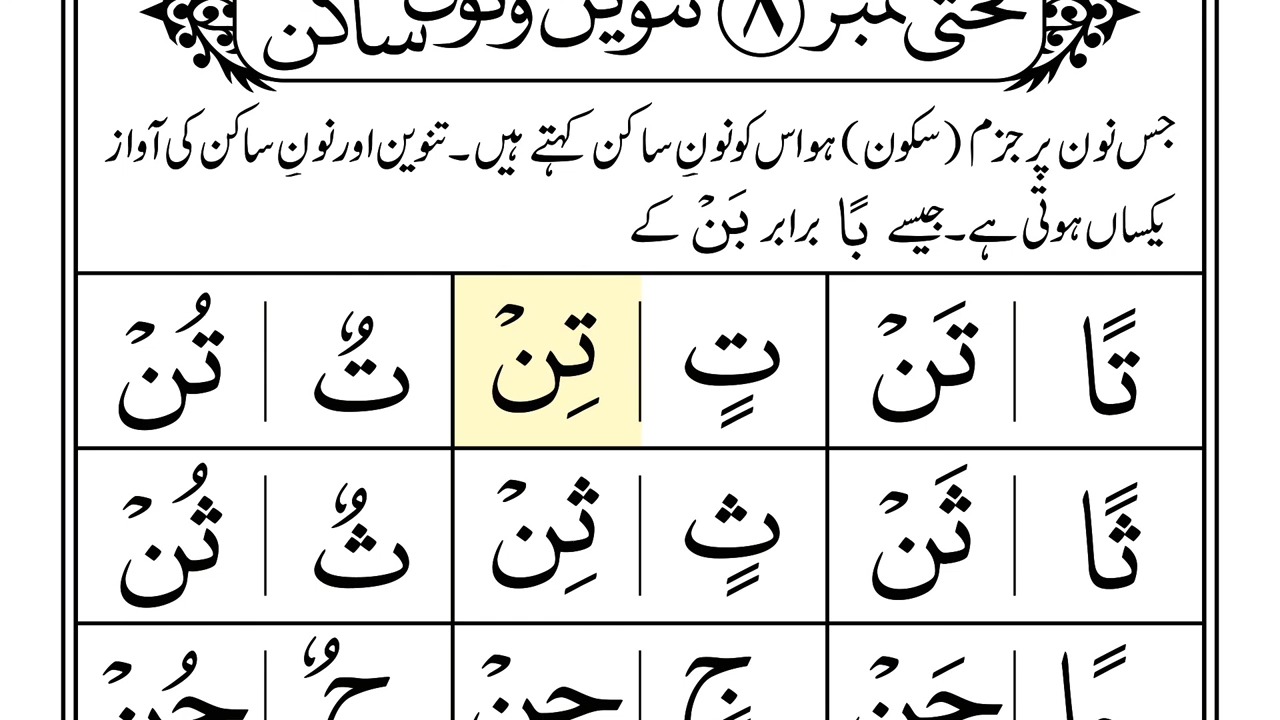 تختی نمبر ۸ تنوین و نون ساکن
جس نون پر جزم (سکون) ہو اس کو نونِ ساکن کہتے ہیں۔ تنوین اور نونِ ساکن کی آواز
یکساں ہوتی ہے۔ جیسے بًا برابر بَنْ کے
تًا تَنْ تٍ تِنْ تٌ تُنْ
ثًا ثَنْ ثٍ ثِنْ ثٌ ثُنْ
جًا جَنْ جٍ جِنْ جٌ جُنْ